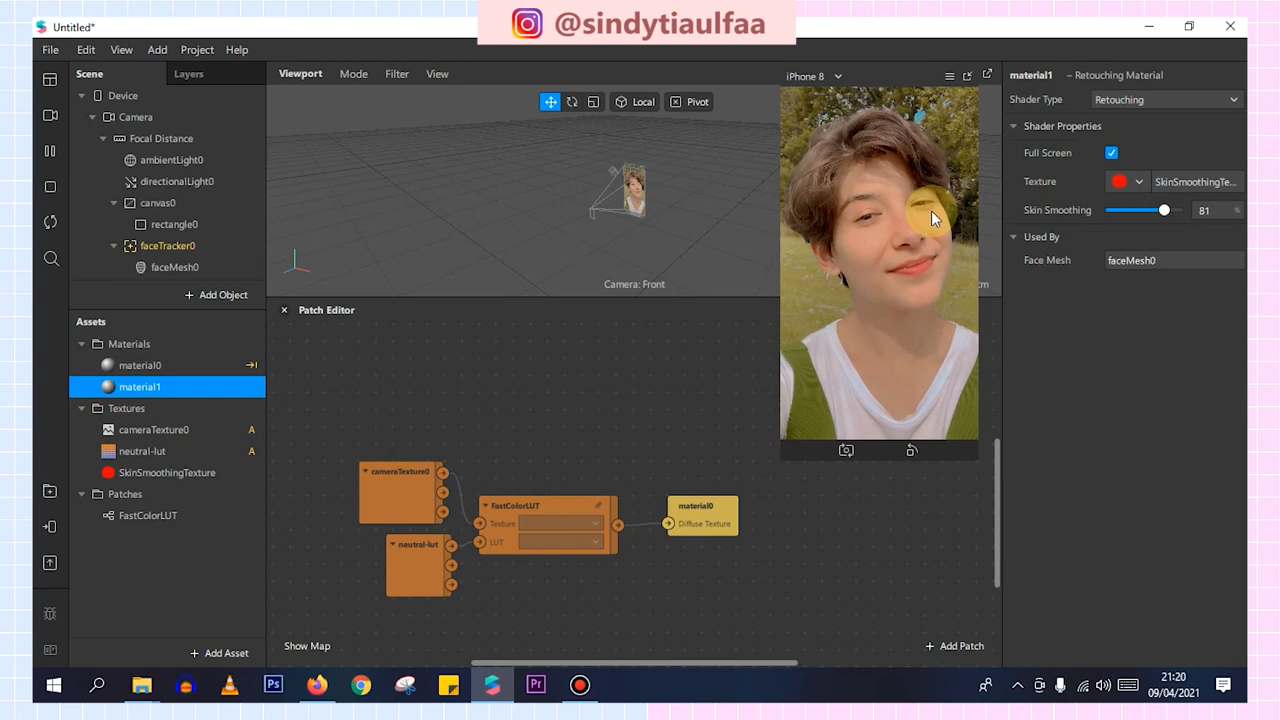 @sindytiaulfaa
Untitled*
File Edit View Add Project Help
Scene Layers
Device
Camera
Focal Distance
ambientLight0
directionalLight0
canvas0
rectangle0
faceTracker0
faceMesh0
Add Object
Assets
Materials
material0
material1
Textures
cameraTexture0 A
neutral-lut A
SkinSmoothingTexture
Patches
FastColorLUT
Add Asset
Viewport Mode Filter View
Local Pivot
Camera: Front
cm
Patch Editor
cameraTexture0
neutral-lut
FastColorLUT
Texture
LUT
material0
Diffuse Texture
Show Map
Add Patch
iPhone 8
material1 – Retouching Material
Shader Type Retouching
Shader Properties
Full Screen
Texture SkinSmoothingTe...
Skin Smoothing 81 %
Used By
Face Mesh faceMesh0
Ps
Pr
21:20
09/04/2021